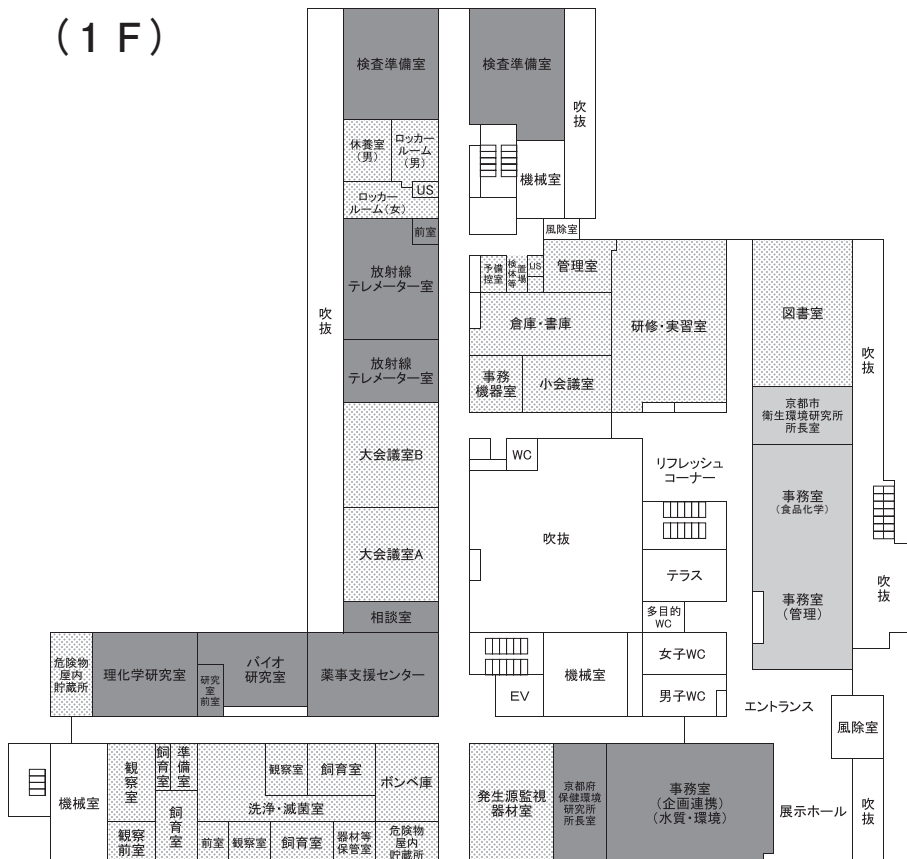 （１Ｆ）
検査準備室
検査準備室
吹抜
休養室
（男）
ロッカー
ルーム
（男）
US
ロッカー
ルーム（女）
機械室
前室
風除室
放射線
テレメーター室
予備
控室
検体等
置場
US
管理室
吹抜
倉庫・書庫
研修・実習室
図書室
吹抜
放射線
テレメーター室
事務
機器室
小会議室
京都市
衛生環境研究所
所長室
大会議室B
WC
リフレッシュ
コーナー
事務室
（食品化学）
大会議室A
吹抜
テラス
吹抜
事務室
（管理）
相談室
多目的
WC
危険物
屋内
貯蔵所
理化学研究室
研究
室
前室
バイオ
研究室
薬事支援センター
EV
機械室
女子WC
男子WC
エントランス
風除室
機械室
観察室
飼育室
準備室
観察室
飼育室
ボンベ庫
洗浄・滅菌室
飼育室
観察
前室
前室
観察室
飼育室
器材等
保管室
危険物
屋内
貯蔵所
発生源監視
器材室
京都府
保健環境
研究所
所長室
事務室
（企画連携）
（水質・環境）
展示ホール
吹抜